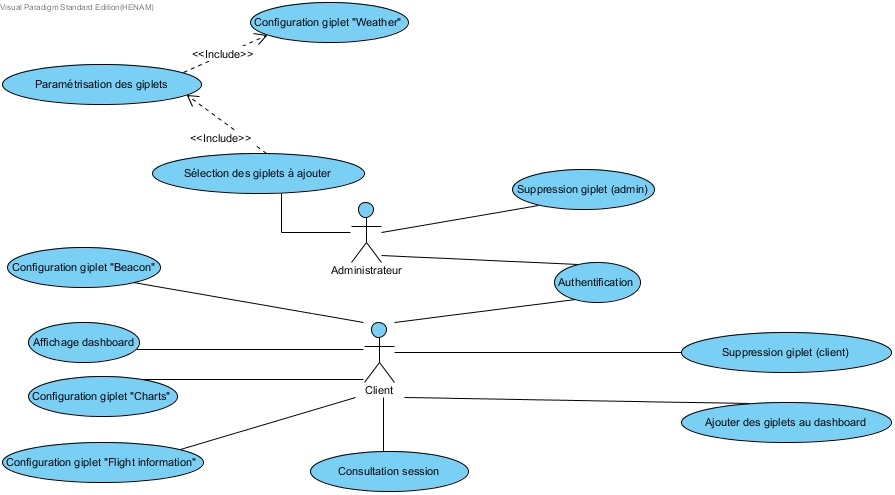 Visual Paradigm Standard Edition(HENAM)
Configuration giplet "Weather"
<<Include>>
Paramétrisation des giplets
<<Include>>
Sélection des giplets à ajouter
Suppression giplet (admin)
Administrateur
Configuration giplet "Beacon"
Authentification
Affichage dashboard
Suppression giplet (client)
Client
Configuration giplet "Charts"
Ajouter des giplets au dashboard
Configuration giplet "Flight information"
Consultation session